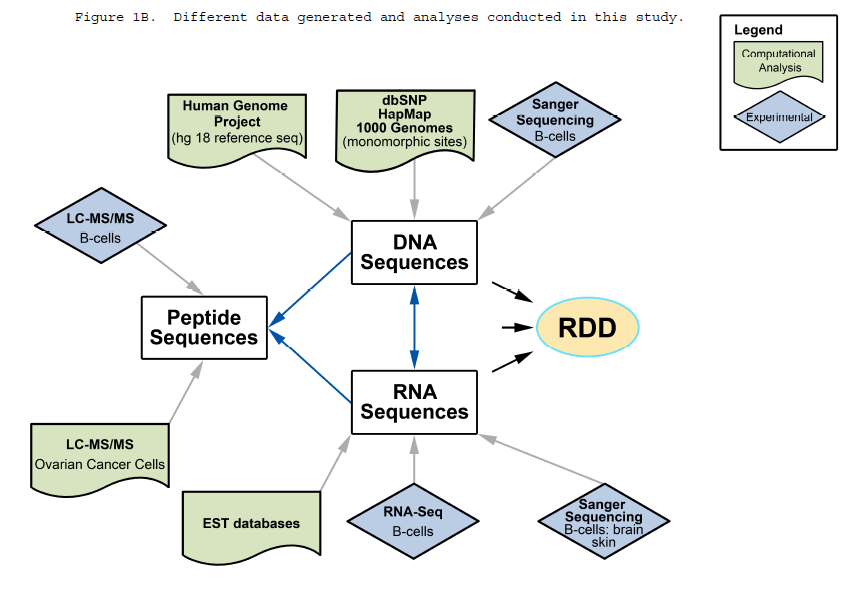 Figure 1B.  Different data generated and analyses conducted in this study.
Legend
Computational
Analysis
Experimental
Human Genome
Project
(hg 18 reference seq)
dbSNP
HapMap
1000 Genomes
(monomorphic sites)
Sanger
Sequencing
B-cells
LC-MS/MS
B-cells
DNA
Sequences
Peptide
Sequences
RDD
RNA
Sequences
LC-MS/MS
Ovarian Cancer Cells
EST databases
RNA-Seq
B-cells
Sanger
Sequencing
B-cells: brain
skin